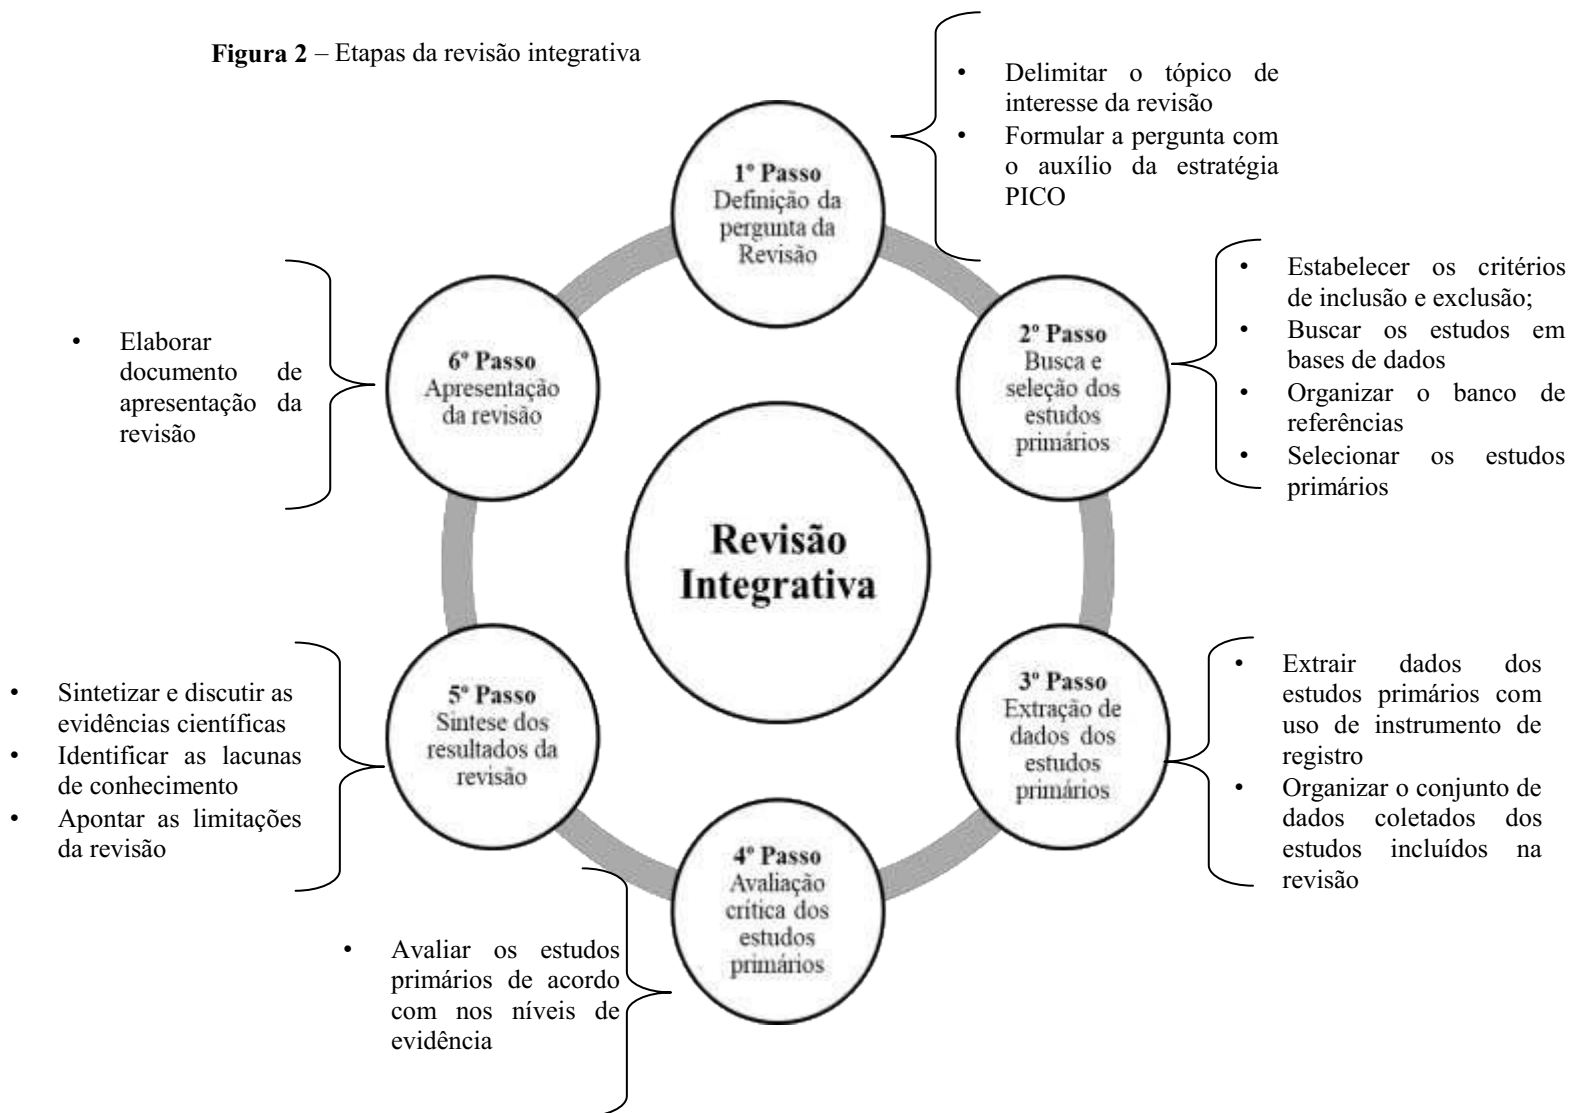 Figura 2 – Etapas da revisão integrativa
• Delimitar o tópico de
interesse da revisão
• Formular a pergunta com
o auxílio da estratégia
PICO
1º Passo
Definição da
pergunta da
Revisão
• Estabelecer os critérios
de inclusão e exclusão;
• Buscar os estudos em
bases de dados
• Organizar o banco de
referências
• Selecionar os estudos
primários
2º Passo
Busca e
seleção dos
estudos
primários
• Elaborar
documento de
apresentação da
revisão
6º Passo
Apresentação
da revisão
Revisão
Integrativa
3º Passo
Extração de
dados dos
estudos
primários
• Extrair dados dos
estudos primários com
uso de instrumento de
registro
• Organizar o conjunto de
dados coletados dos
estudos incluídos na
revisão
• Sintetizar e discutir as
evidências científicas
• Identificar as lacunas
de conhecimento
• Apontar as limitações
da revisão
5º Passo
Sintese dos
resultados da
revisão
4º Passo
Avaliação
crítica dos
estudos
primários
• Avaliar os estudos
primários de acordo
com nos níveis de
evidência